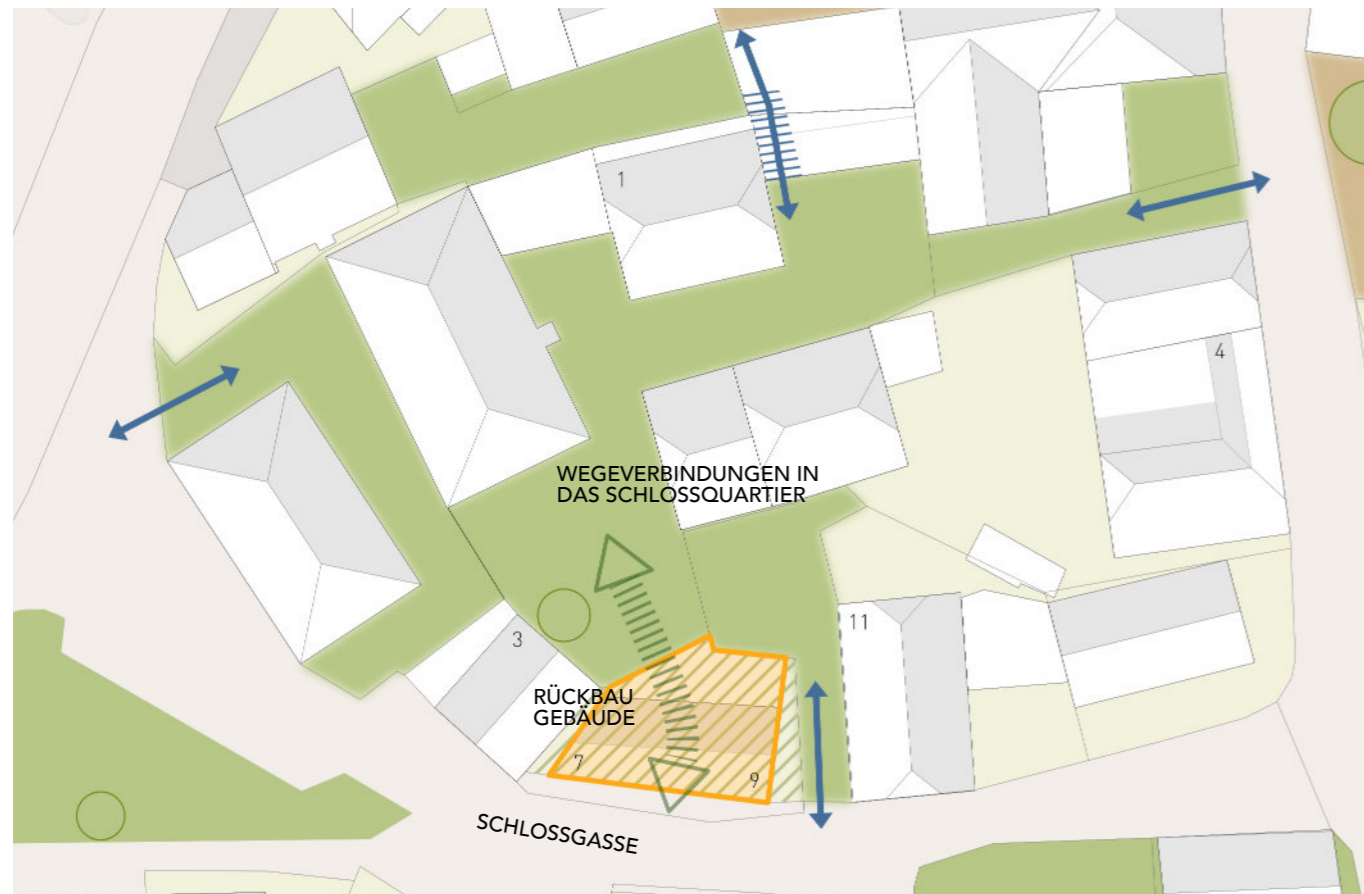 1
4
WEGEVERBINDUNGEN IN
DAS SCHLOSSQUARTIER
3
11
RÜCKBAU
GEBÄUDE
7
9
SCHLOSSGASSE